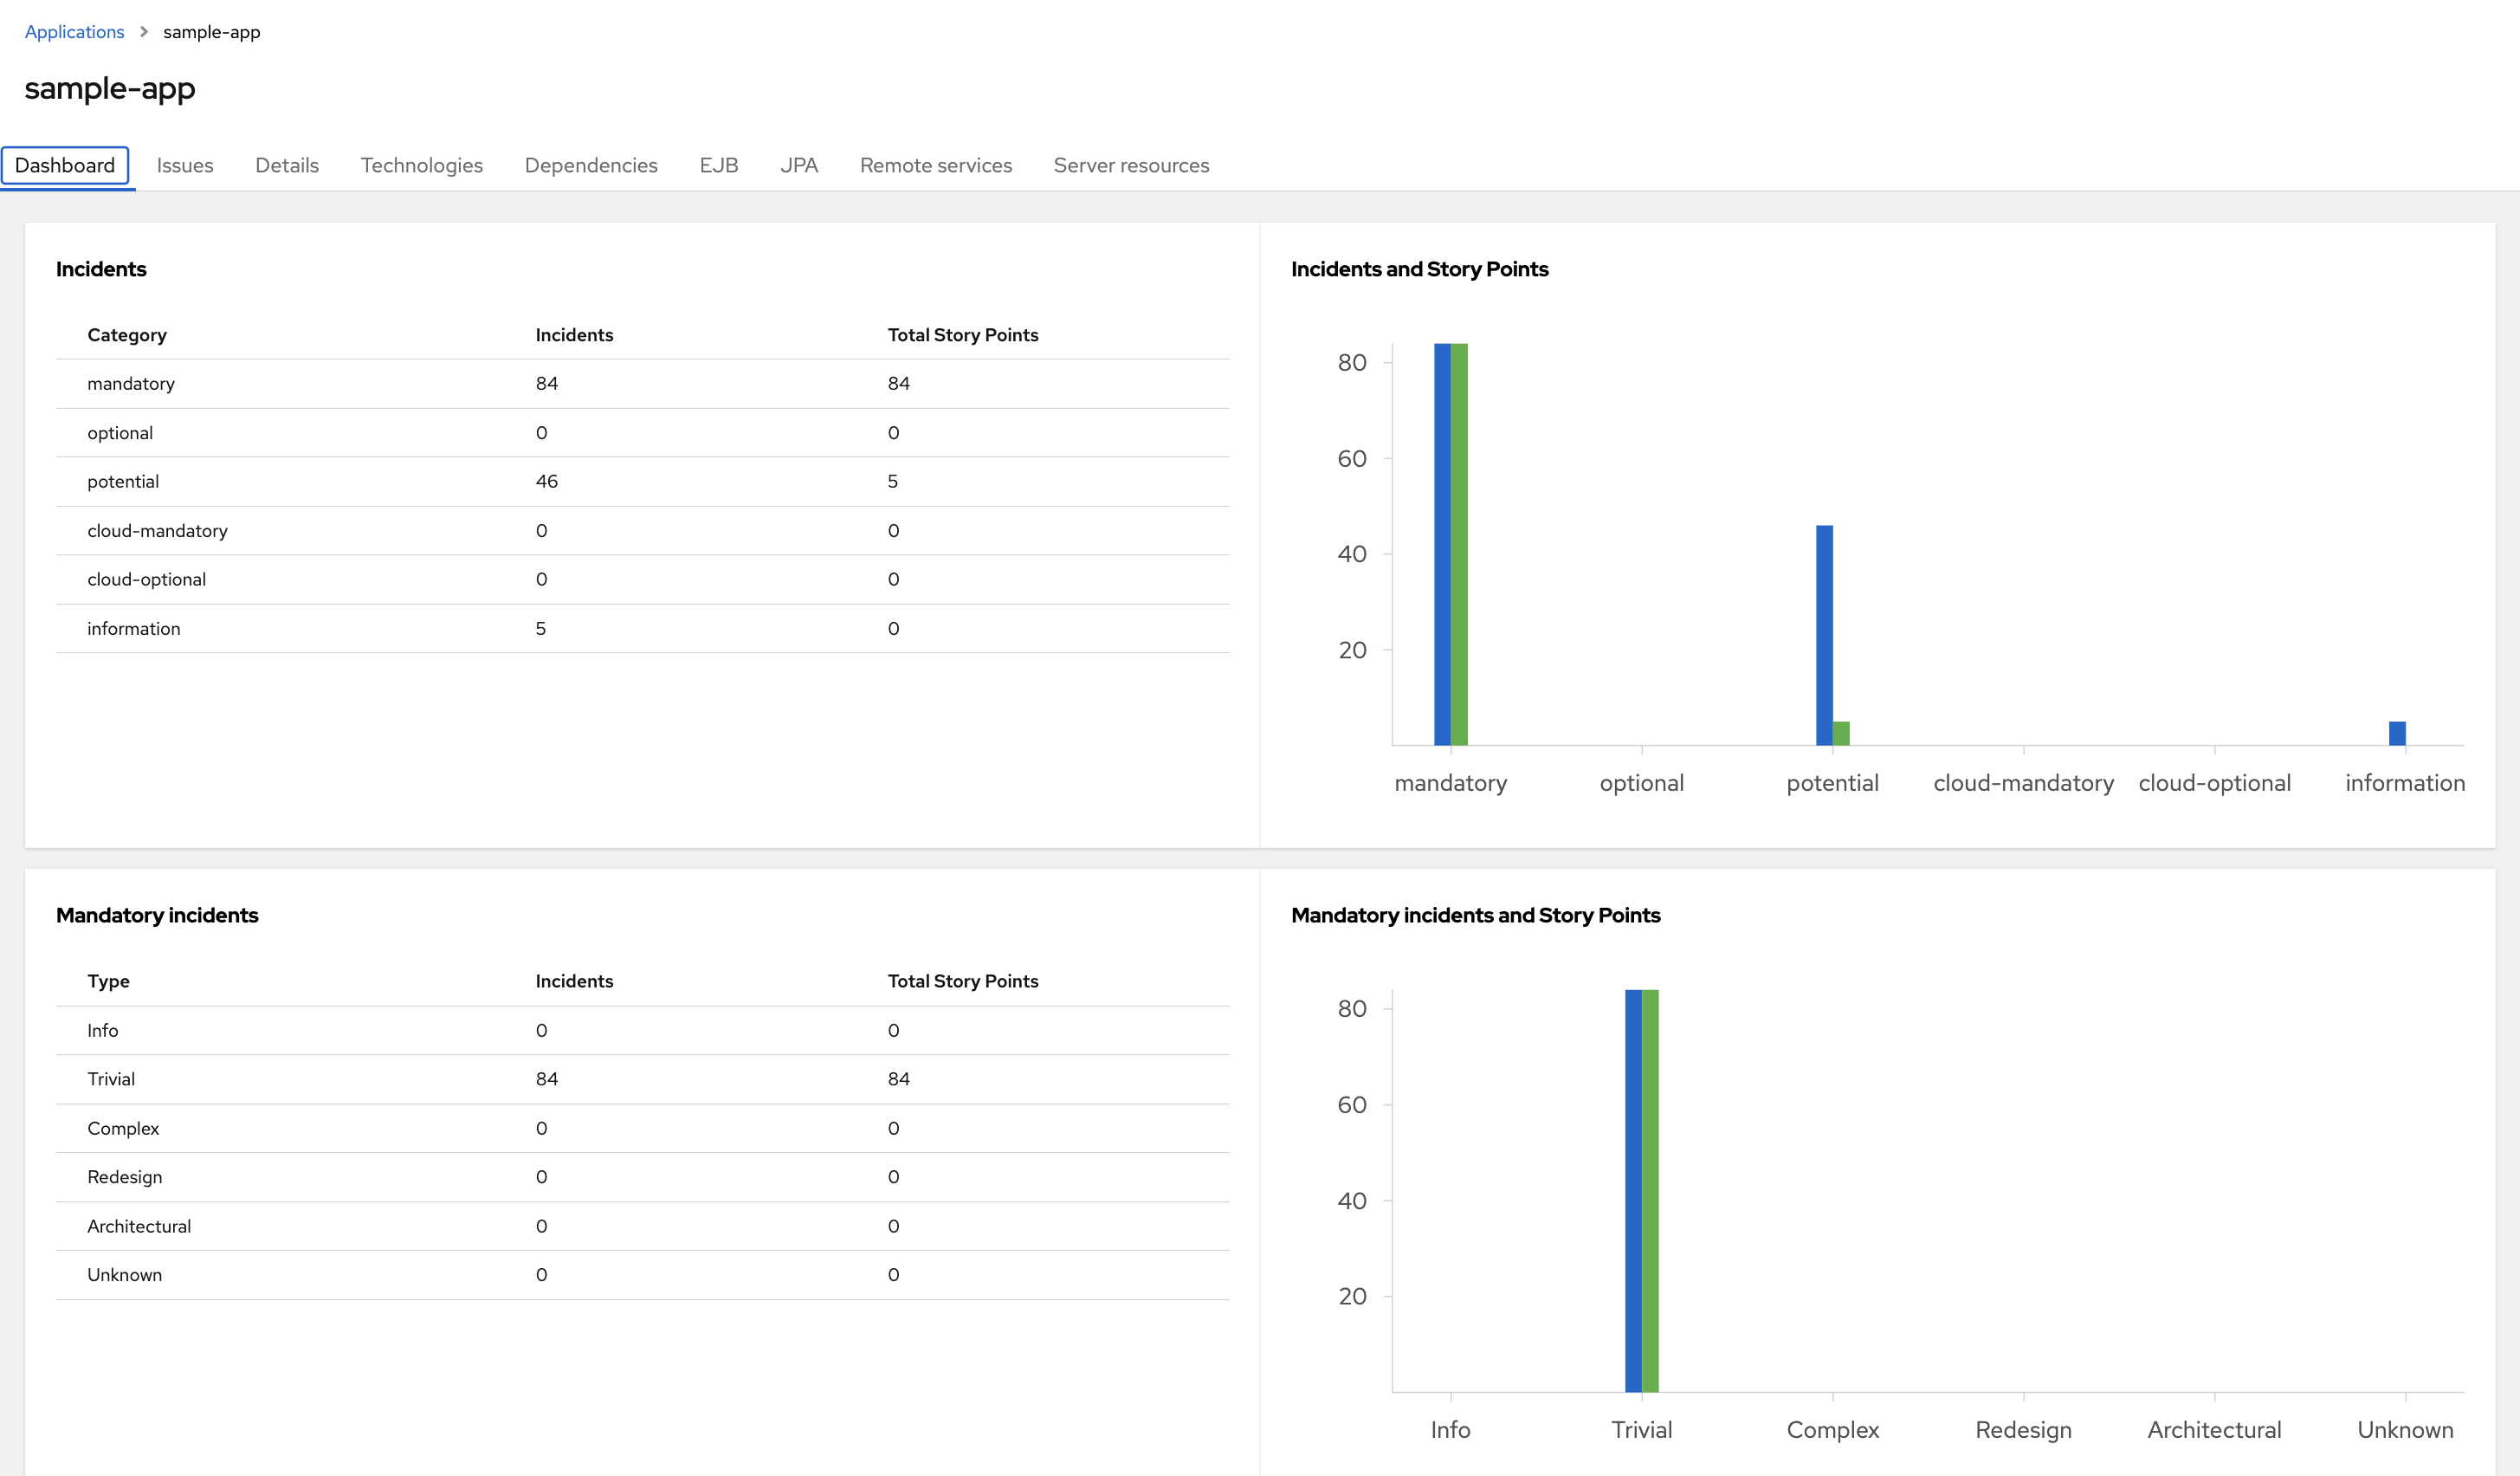 Applications > sample-app
sample-app
Dashboard Issues Details Technologies Dependencies EJB JPA Remote services Server resources
Incidents
Category Incidents Total Story Points
mandatory 84 84
optional 0 0
potential 46 5
cloud-mandatory 0 0
cloud-optional 0 0
information 5 0
Incidents and Story Points
80
60
40
20
mandatory optional potential cloud-mandatory cloud-optional information
Mandatory incidents
Type Incidents Total Story Points
Info 0 0
Trivial 84 84
Complex 0 0
Redesign 0 0
Architectural 0 0
Unknown 0 0
Mandatory incidents and Story Points
80
60
40
20
Info Trivial Complex Redesign Architectural Unknown